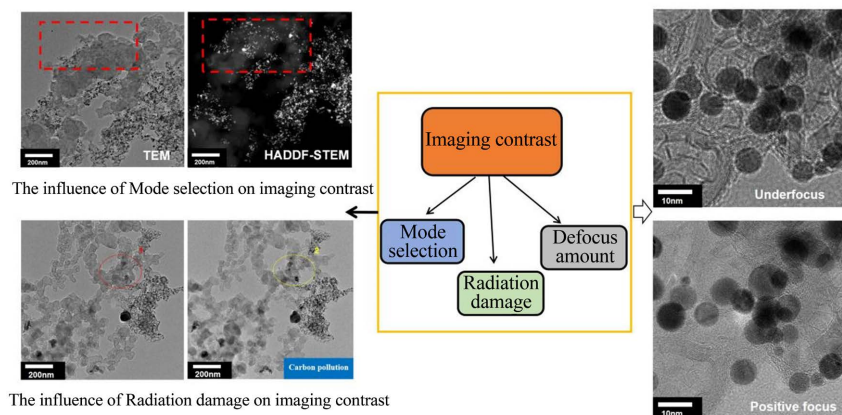 TEM
200nm
HADDF-STEM
200nm
The influence of Mode selection on imaging contrast
200nm
200nm
Carbon pollution
The influence of Radiation damage on imaging contrast
Imaging contrast
Mode
selection
Radiation
damage
Defocus
amount
Underfocus
10nm
Positive focus
10nm